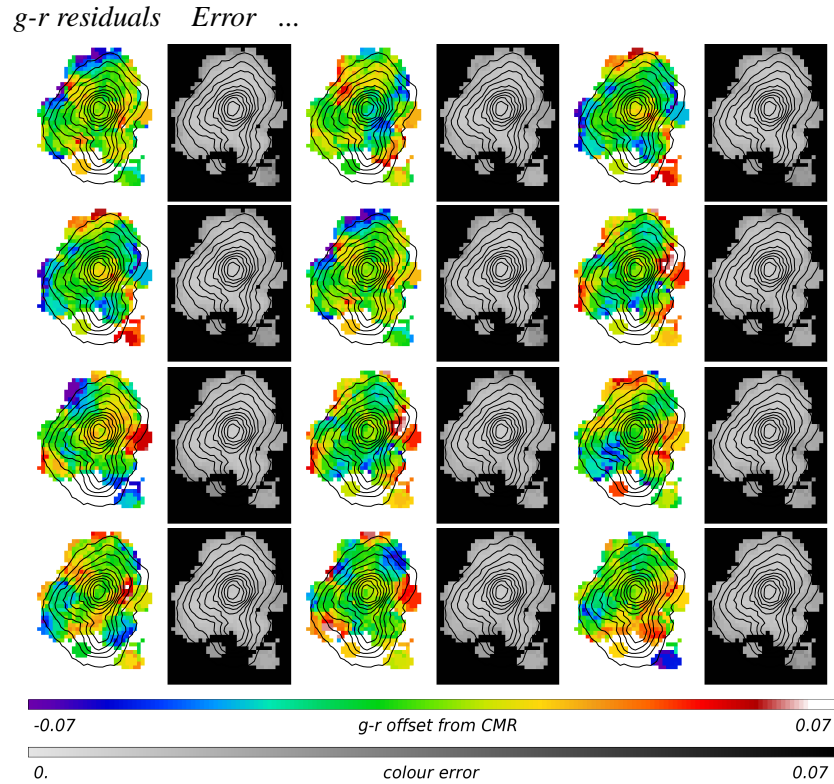 g-r residuals Error ...
-0.07 g-r offset from CMR 0.07
0. colour error 0.07